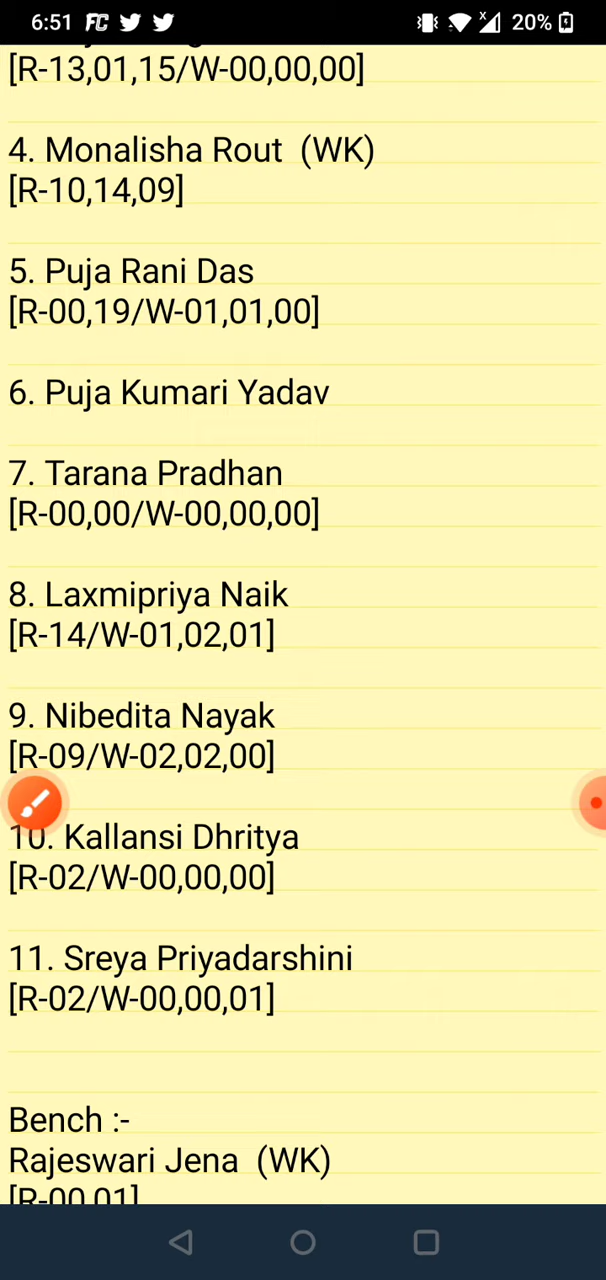 6:51 FC 20%
[R-13,01,15/W-00,00,00]
4. Monalisha Rout (WK)
[R-10,14,09]
5. Puja Rani Das
[R-00,19/W-01,01,00]
6. Puja Kumari Yadav
7. Tarana Pradhan
[R-00,00/W-00,00,00]
8. Laxmipriya Naik
[R-14/W-01,02,01]
9. Nibedita Nayak
[R-09/W-02,02,00]
10. Kallansi Dhritya
[R-02/W-00,00,00]
11. Sreya Priyadarshini
[R-02/W-00,00,01]
Bench :-
Rajeswari Jena (WK)
[R-00,01]